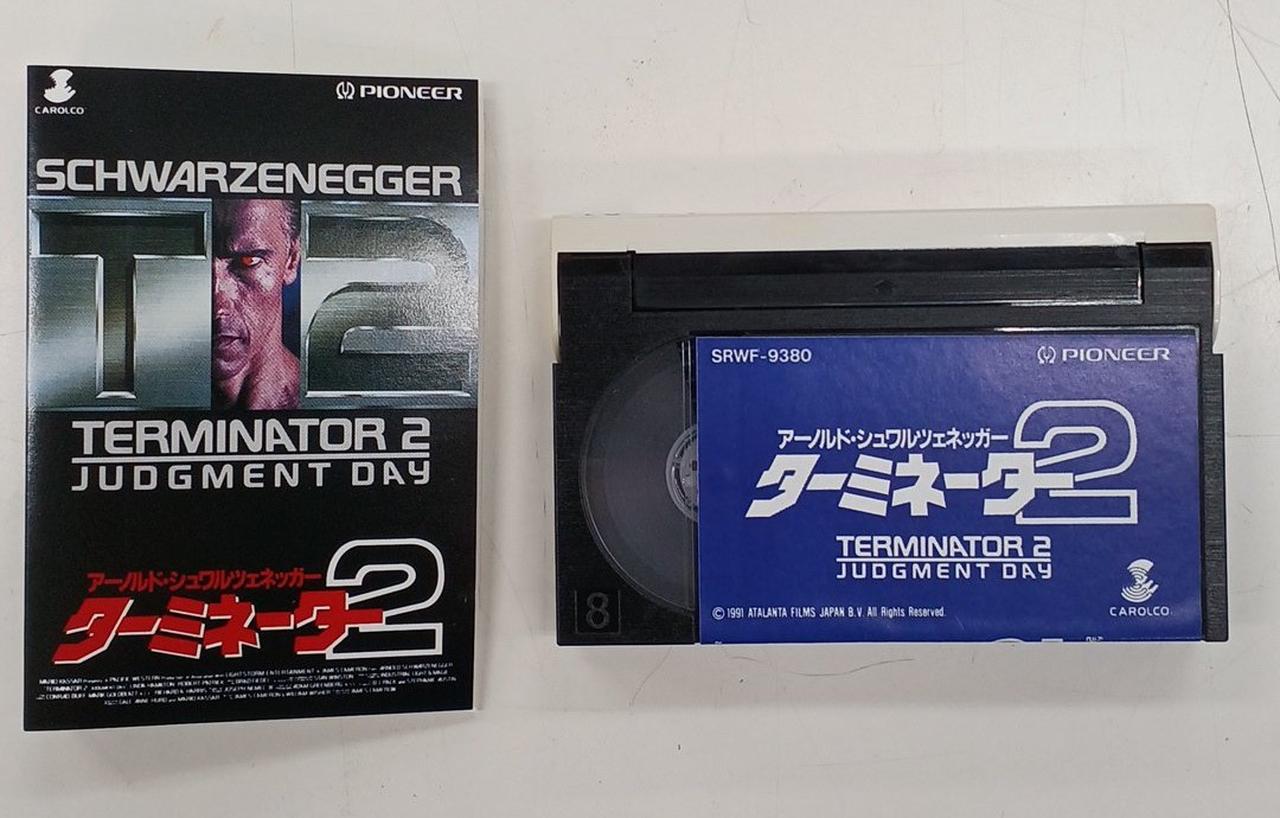 CAROLCO
PIONEER
SCHWARZENEGGER
T2
TERMINATOR 2
JUDGMENT DAY
アーノルド・シュワルツェネッガー
ターミネーター2
SRWF-9380
PIONEER
アーノルド・シュワルツェネッガー
ターミネーター2
TERMINATOR 2
JUDGMENT DAY
© 1991 ATALANTA FILMS JAPAN B.V. All Rights Reserved.
CAROLCO
8